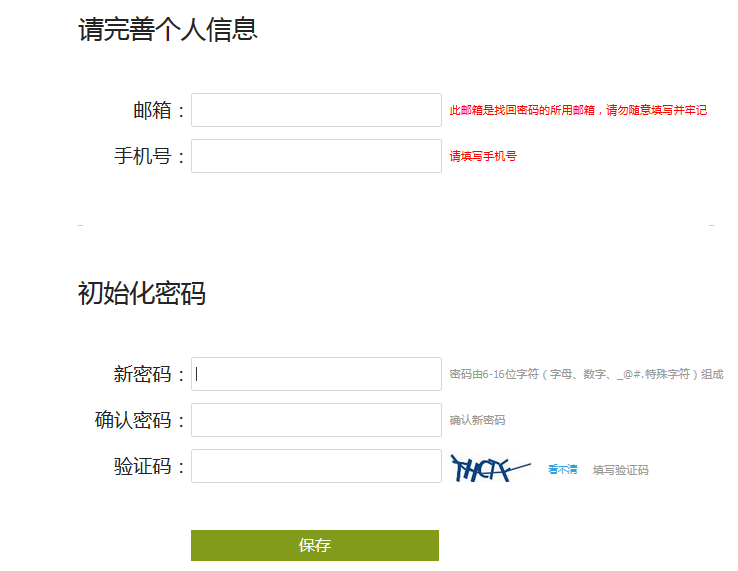 请完善个人信息
邮箱： 此邮箱是找回密码的所用邮箱，请勿随意填写并牢记
手机号： 请填写手机号
初始化密码
新密码： 密码由6-16位字符（字母、数字、_@#.特殊字符）组成
确认密码： 确认新密码
验证码： THCTY 看不清 填写验证码
保存